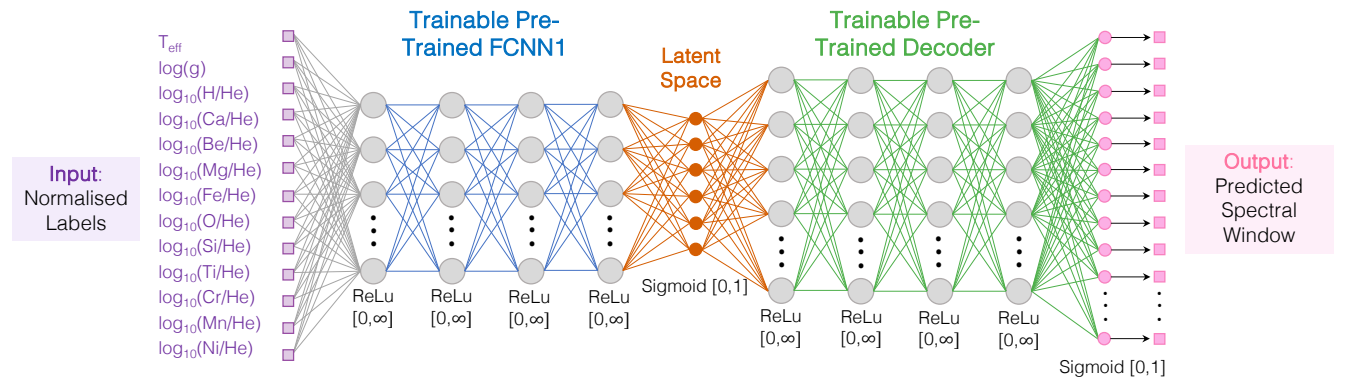 Trainable Pre-
Trained FCNN1
Trainable Pre-
Trained Decoder
Latent
Space
Input:
Normalised
Labels
T_eff
log(g)
log₁₀(H/He)
log₁₀(Ca/He)
log₁₀(Be/He)
log₁₀(Mg/He)
log₁₀(Fe/He)
log₁₀(O/He)
log₁₀(Si/He)
log₁₀(Ti/He)
log₁₀(Cr/He)
log₁₀(Mn/He)
log₁₀(Ni/He)
ReLu
[0,∞]
ReLu
[0,∞]
ReLu
[0,∞]
ReLu
[0,∞]
Sigmoid [0,1]
ReLu
[0,∞]
ReLu
[0,∞]
ReLu
[0,∞]
ReLu
[0,∞]
Sigmoid [0,1]
Output:
Predicted
Spectral
Window